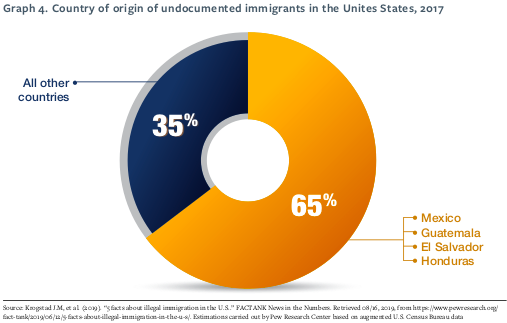 Graph 4. Country of origin of undocumented immigrants in the Unites States, 2017
All other
countries
35%
65%
Mexico
Guatemala
El Salvador
Honduras
Source: Krogstad J.M, et al (2019). “5 facts about illegal immigration in the U.S.” FACTANK News in the Numbers. Retrieved 08/16, 2019, from https://www.pewresearch.org/
fact-tank/2019/06/12/5-facts-about-illegal-immigration-in-the-u-s/. Estimations carried out by Pew Research Center based on augmented U.S. Census Bureau data